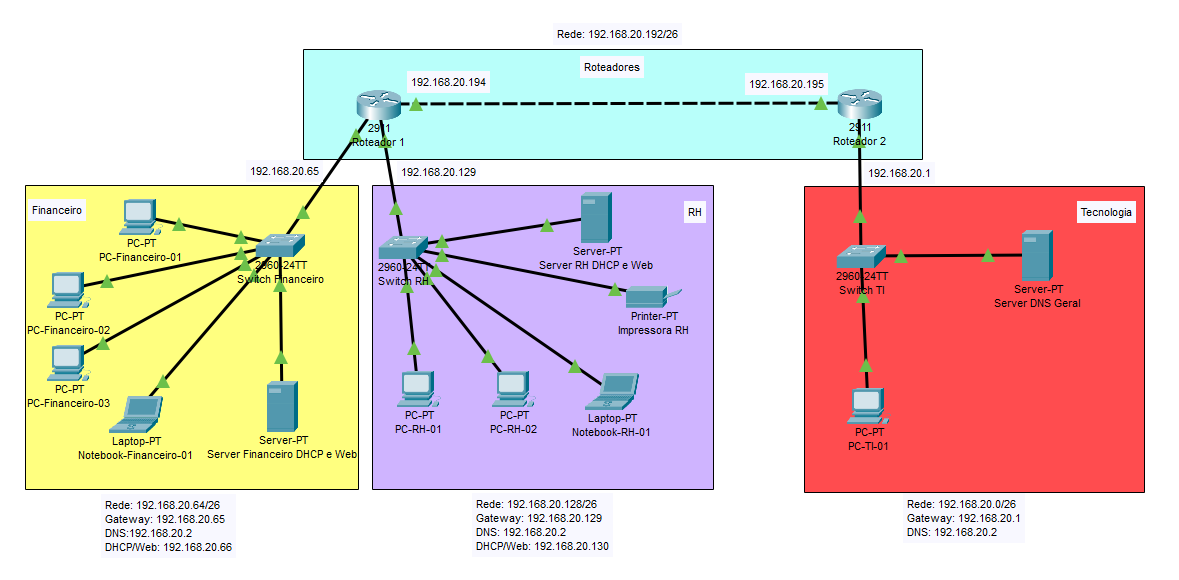 Rede: 192.168.20.192/26
Roteadores
192.168.20.194
192.168.20.195
2911
Roteador 1
2911
Roteador 2
192.168.20.65
192.168.20.129
192.168.20.1
Financeiro
PC-PT
PC-Financeiro-01
2960-24TT
Switch Financeiro
PC-PT
PC-Financeiro-02
PC-PT
PC-Financeiro-03
Laptop-PT
Notebook-Financeiro-01
Server-PT
Server Financeiro DHCP e Web
RH
2960-24TT
Switch RH
Server-PT
Server RH DHCP e Web
Printer-PT
Impressora RH
PC-PT
PC-RH-01
PC-PT
PC-RH-02
Laptop-PT
Notebook-RH-01
Tecnologia
2960-24TT
Switch TI
Server-PT
Server DNS Geral
PC-PT
PC-TI-01
Rede: 192.168.20.64/26
Gateway: 192.168.20.65
DNS:192.168.20.2
DHCP/Web: 192.168.20.66
Rede: 192.168.20.128/26
Gateway: 192.168.20.129
DNS: 192.168.20.2
DHCP/Web: 192.168.20.130
Rede: 192.168.20.0/26
Gateway: 192.168.20.1
DNS: 192.168.20.2